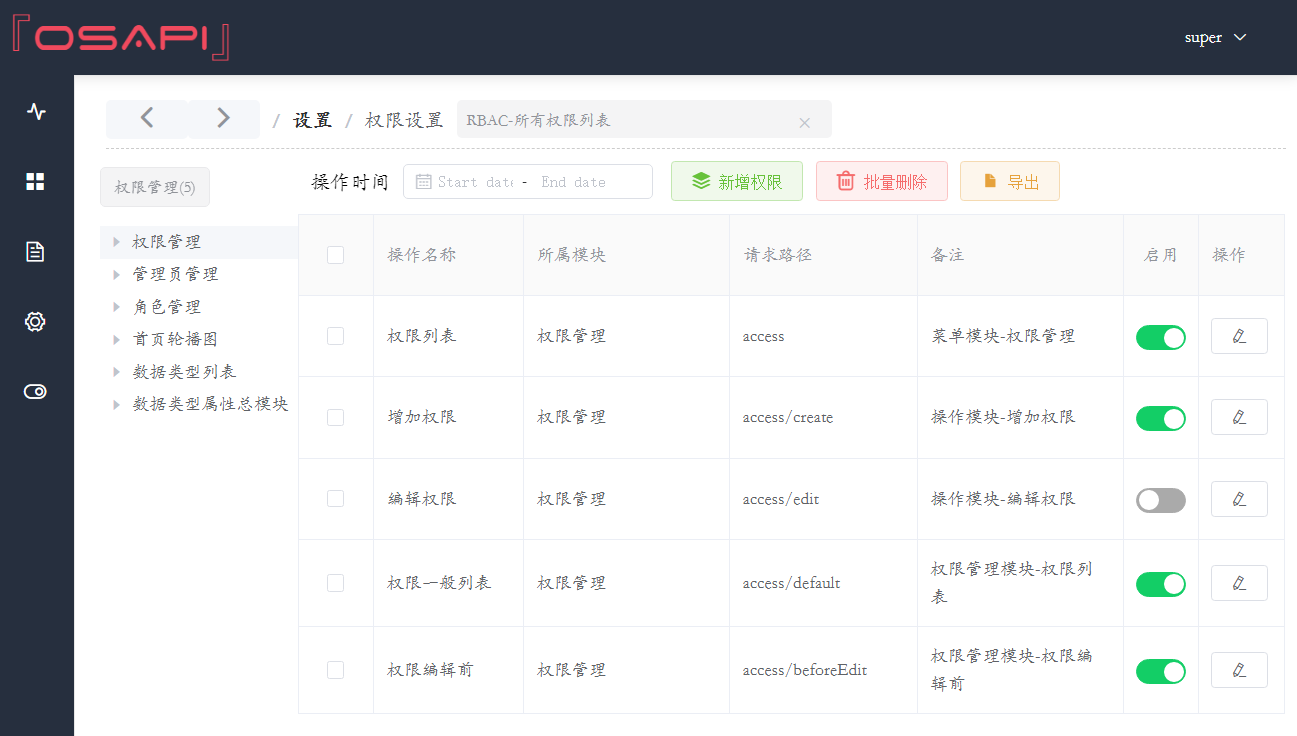 『OSAPI』
super
/ 设置 / 权限设置 RBAC-所有权限列表
权限管理(5)
操作时间 Start date - End date 新增权限 批量删除 导出
权限管理
管理员管理
角色管理
首页轮播图
数据类型列表
数据类型属性总模块
操作名称 所属模块 请求路径 备注 启用 操作
权限列表 权限管理 access 菜单模块-权限管理
增加权限 权限管理 access/create 操作模块-增加权限
编辑权限 权限管理 access/edit 操作模块-编辑权限
权限一般列表 权限管理 access/default 权限管理模块-权限列
表
权限编辑前 权限管理 access/beforeEdit 权限管理模块-权限编
辑前